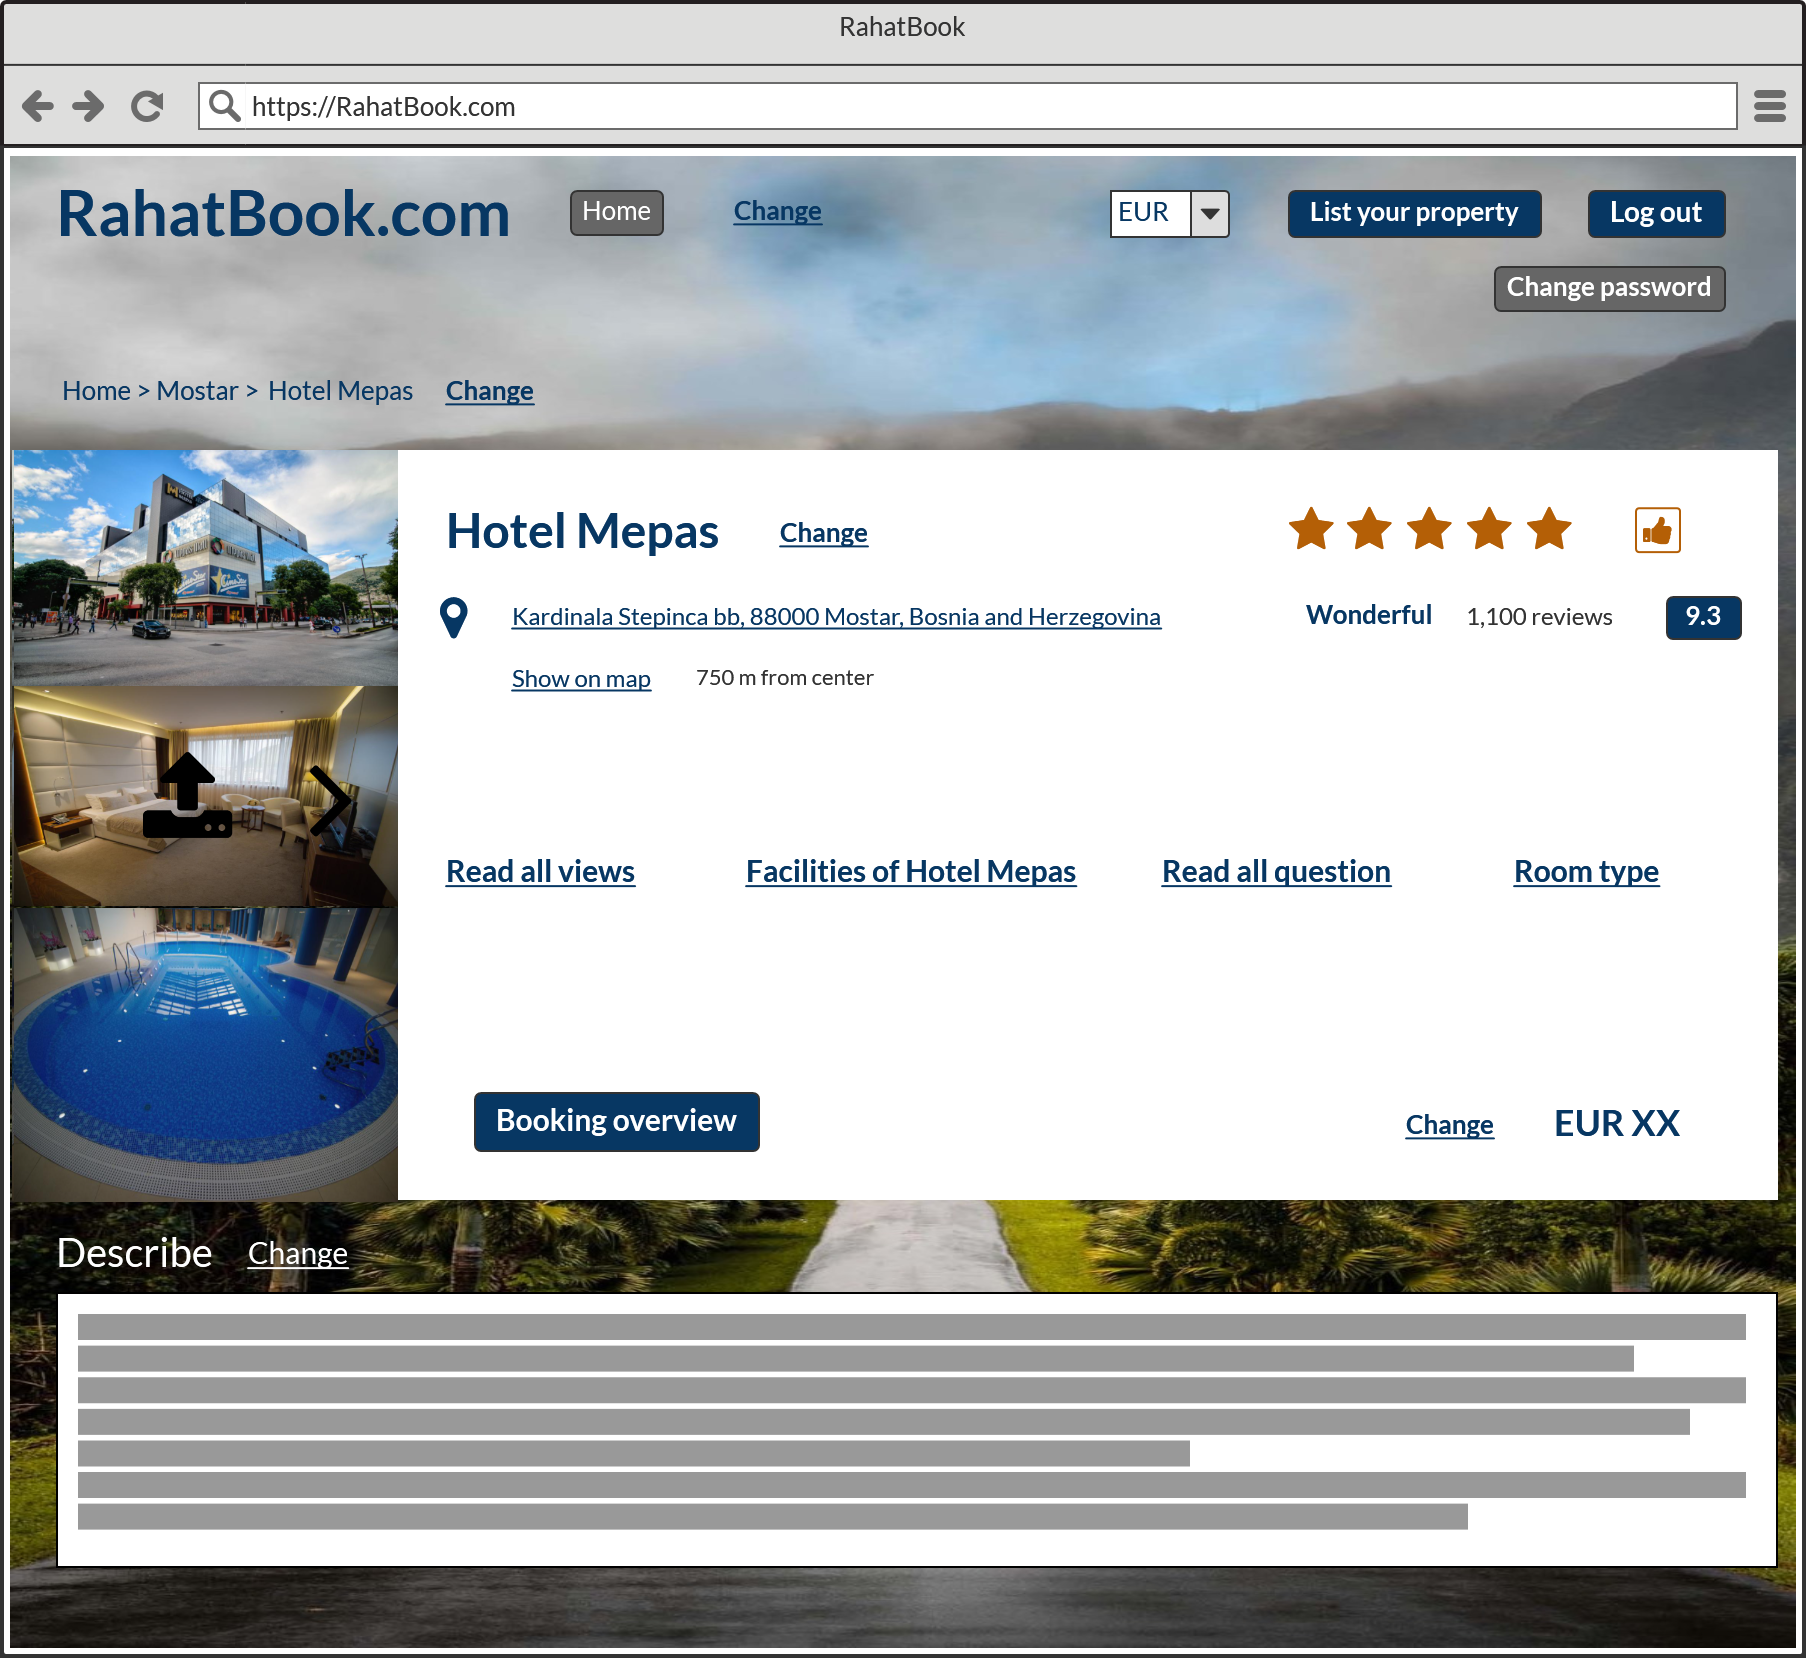 RahatBook
https://RahatBook.com
RahatBook.com
Home
Change
EUR
List your property
Log out
Change password
Home > Mostar > Hotel Mepas
Change
Hotel Mepas
Change
Kardinala Stepinca bb, 88000 Mostar, Bosnia and Herzegovina
Wonderful
1,100 reviews
9.3
Show on map
750 m from center
Read all views
Facilities of Hotel Mepas
Read all question
Room type
Booking overview
Change
EUR XX
CineStar
Describe
Change